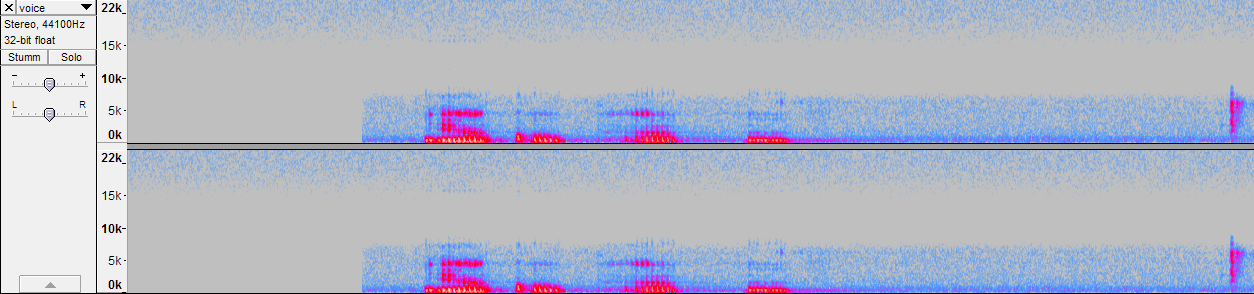 voice
Stereo, 44100Hz
32-bit float
Stumm Solo
- +
L R
22k-
15k-
10k-
5k-
0k
22k-
15k-
10k-
5k-
0k